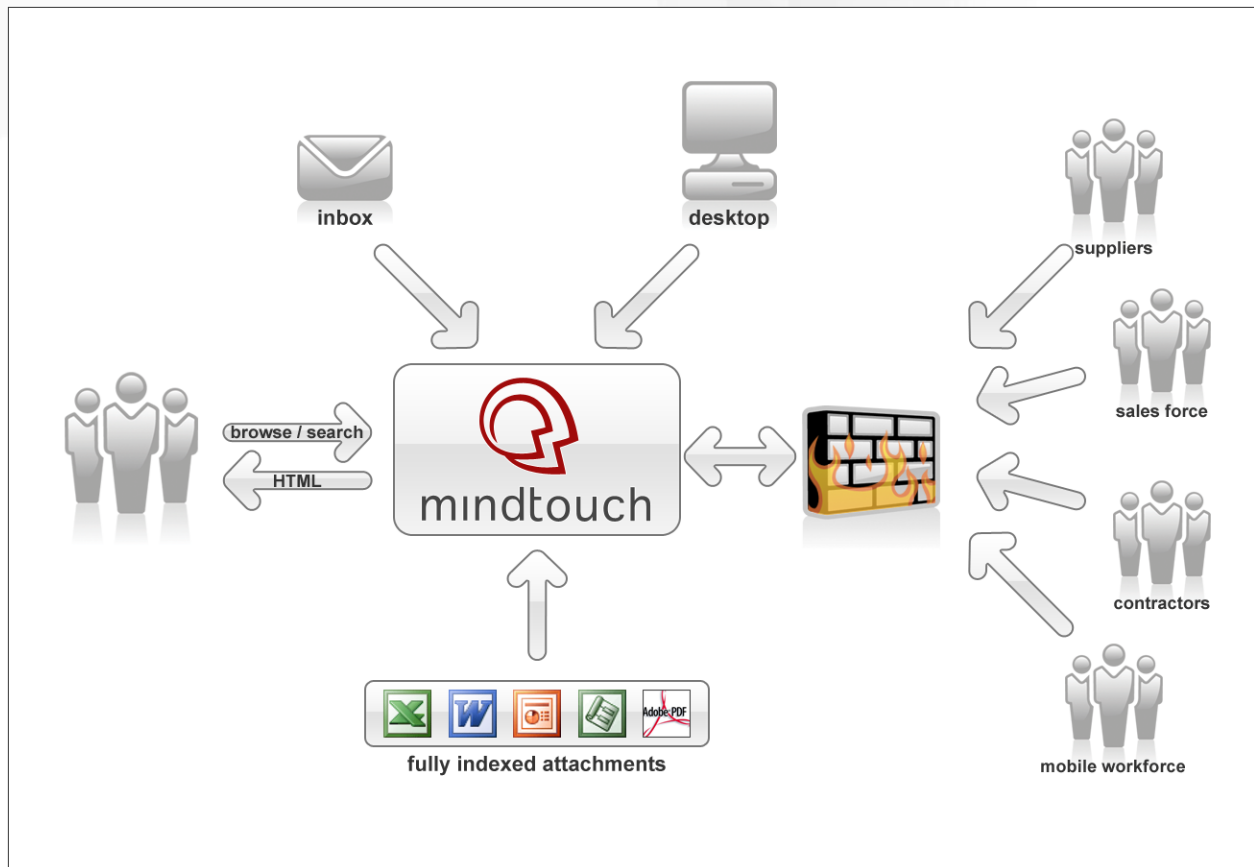 inbox
desktop
suppliers
sales force
browse / search
HTML
mindtouch
contractors
Adobe PDF
fully indexed attachments
mobile workforce